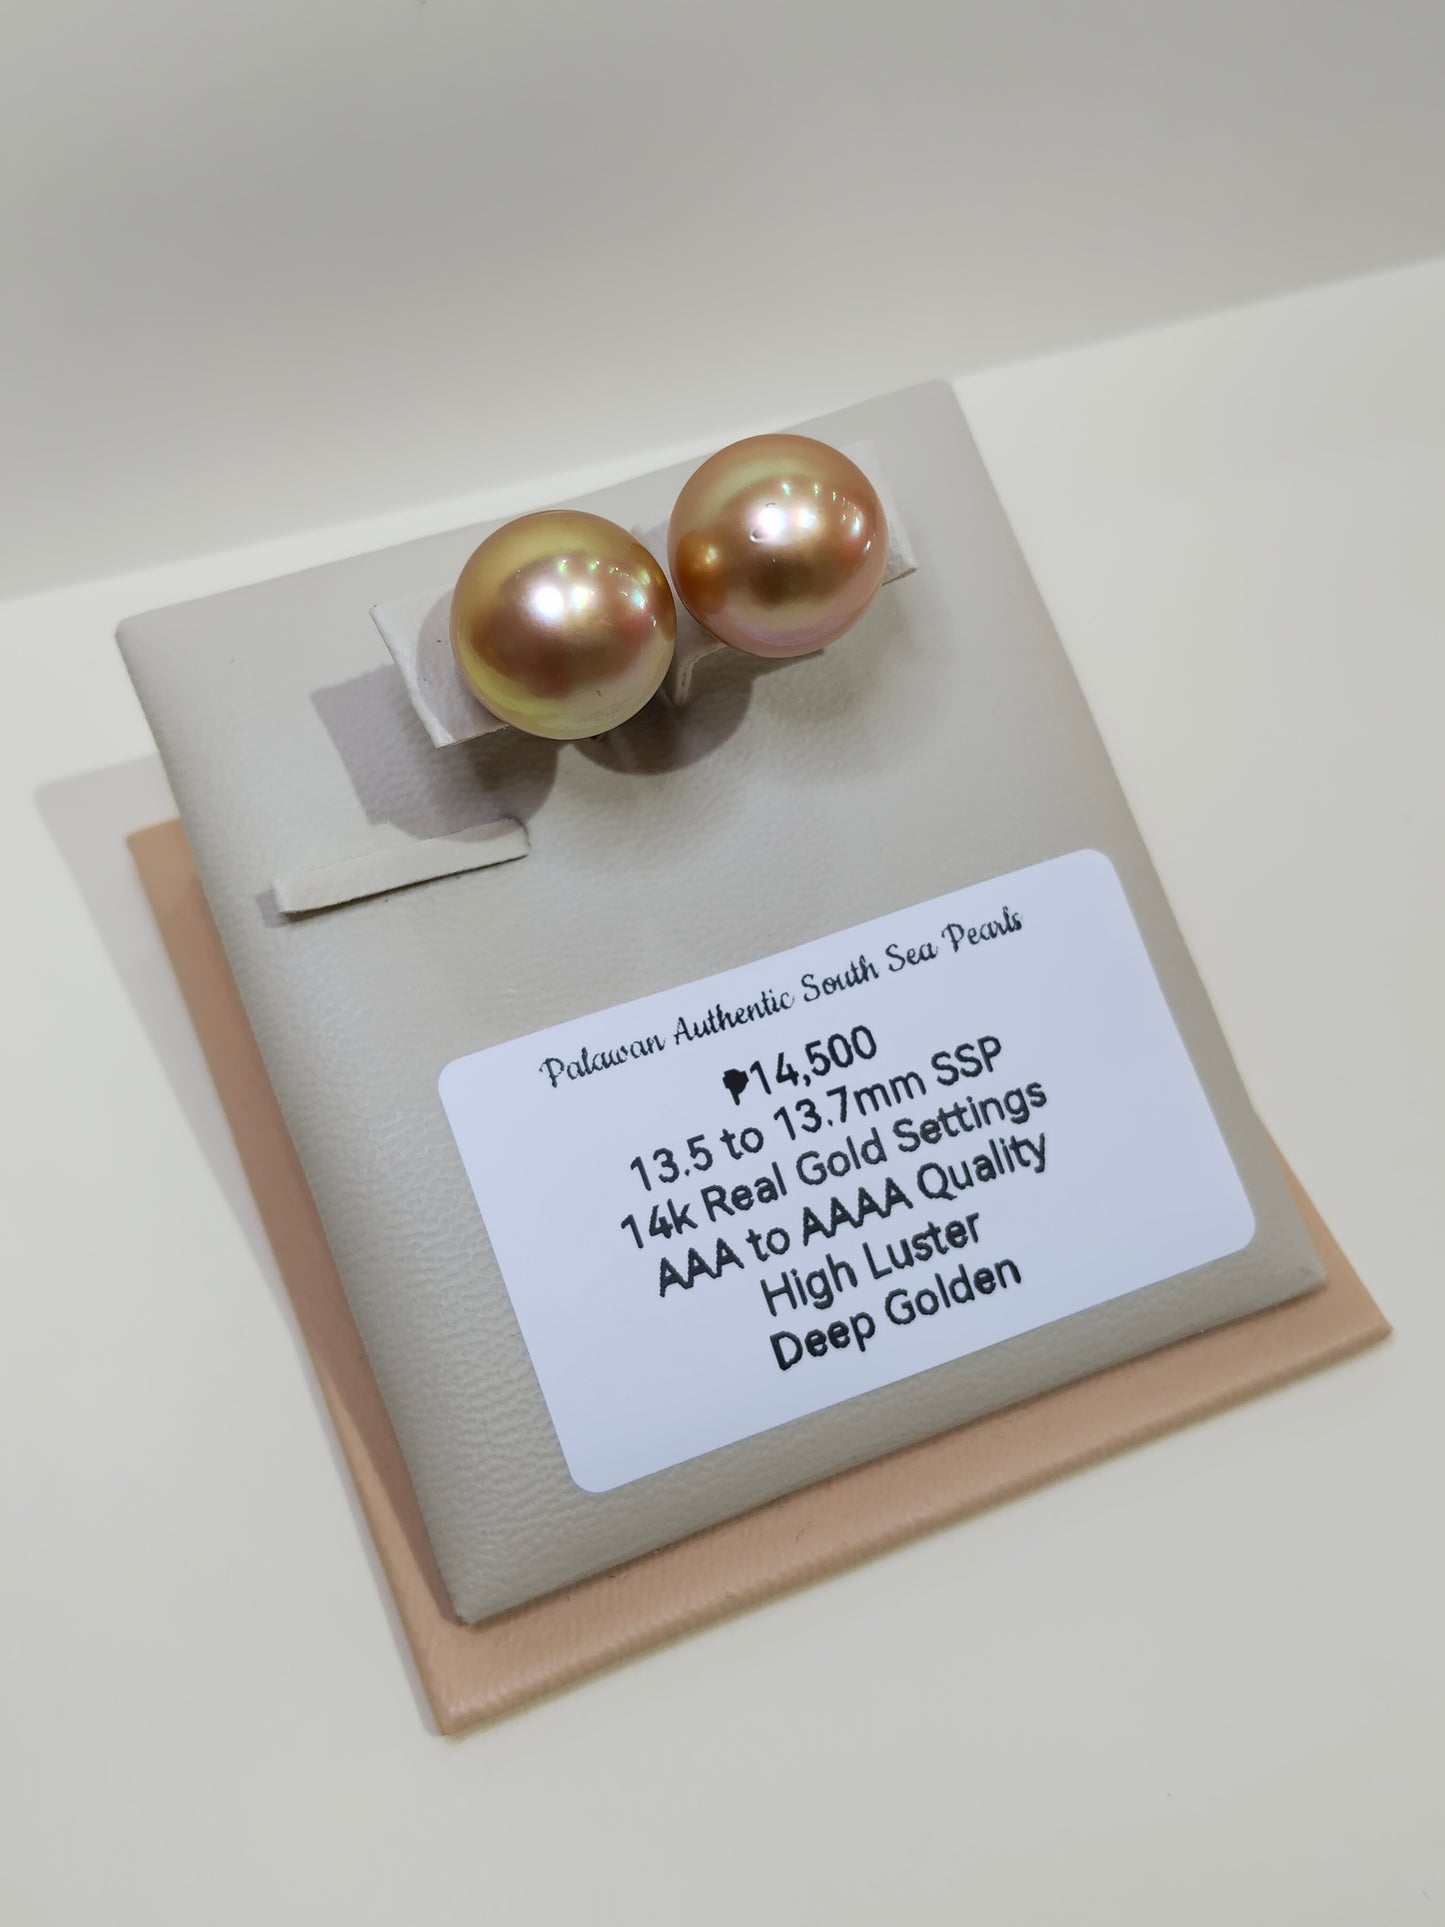 Palawan Authentic South Sea Pearls
₱14,500
13.5 to 13.7mm SSP
14k Real Gold Settings
AAA to AAAA Quality
High Luster
Deep Golden